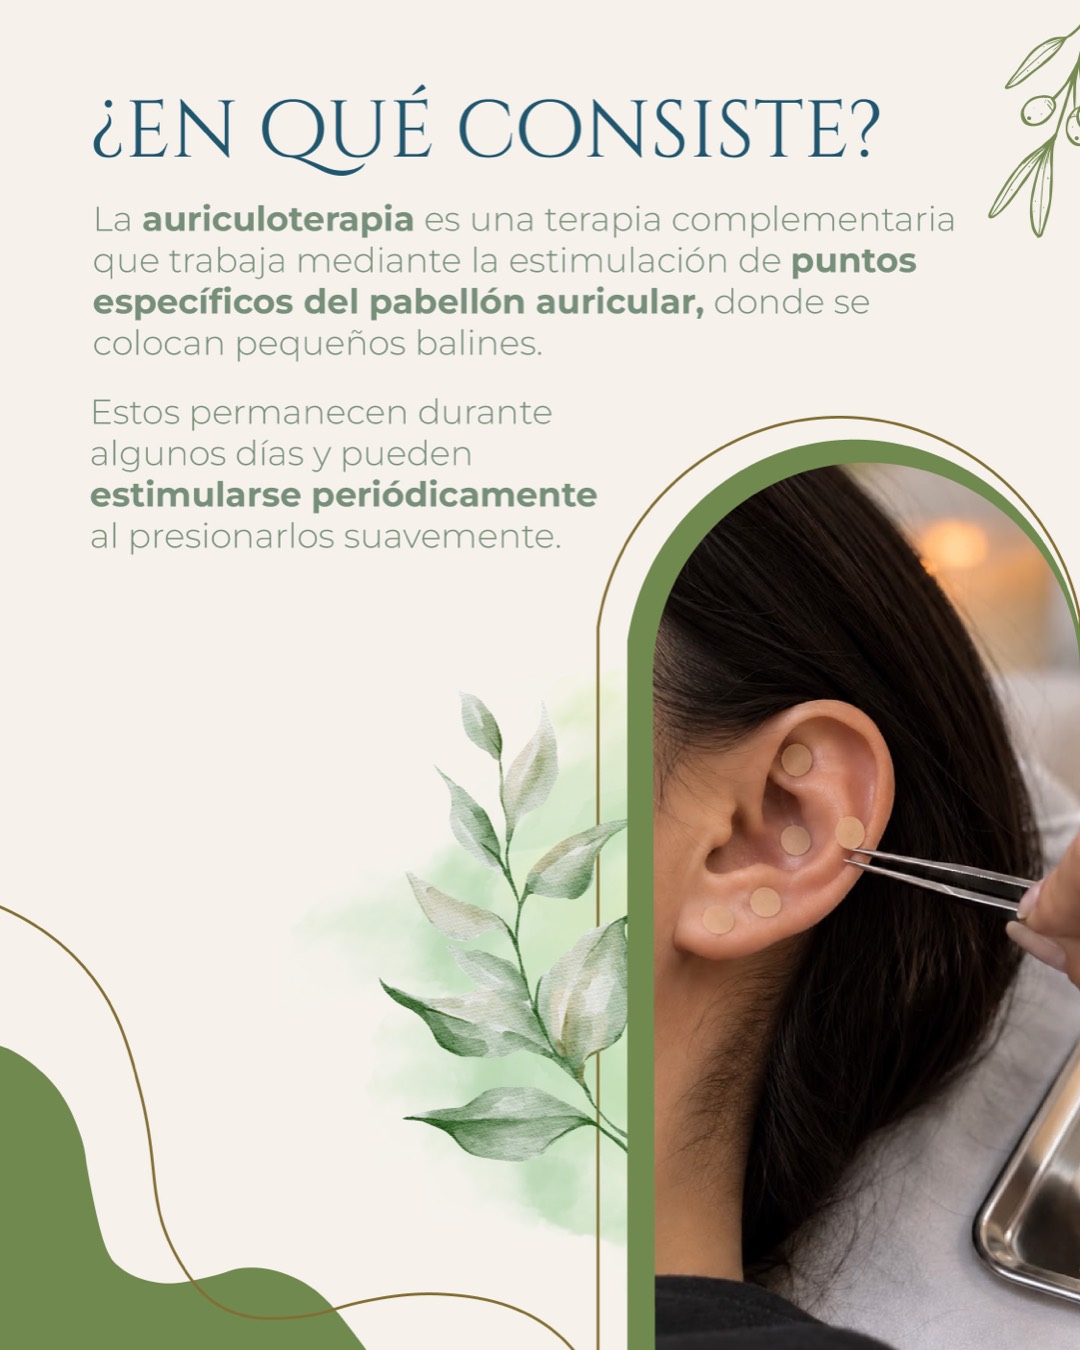 ¿EN QUÉ CONSISTE?
La auriculoterapia es una terapia complementaria
que trabaja mediante la estimulación de puntos
específicos del pabellón auricular, donde se
colocan pequeños balines.
Estos permanecen durante
algunos días y pueden
estimularse periódicamente
al presionarlos suavemente.